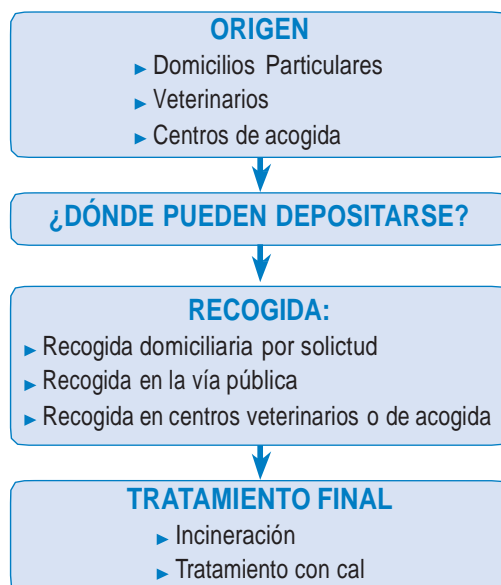 ORIGEN
► Domicilios Particulares
► Veterinarios
► Centros de acogida
¿DÓNDE PUEDEN DEPOSITARSE?
RECOGIDA:
► Recogida domiciliaria por solictud
► Recogida en la vía pública
► Recogida en centros veterinarios o de acogida
TRATAMIENTO FINAL
► Incineración
► Tratamiento con cal